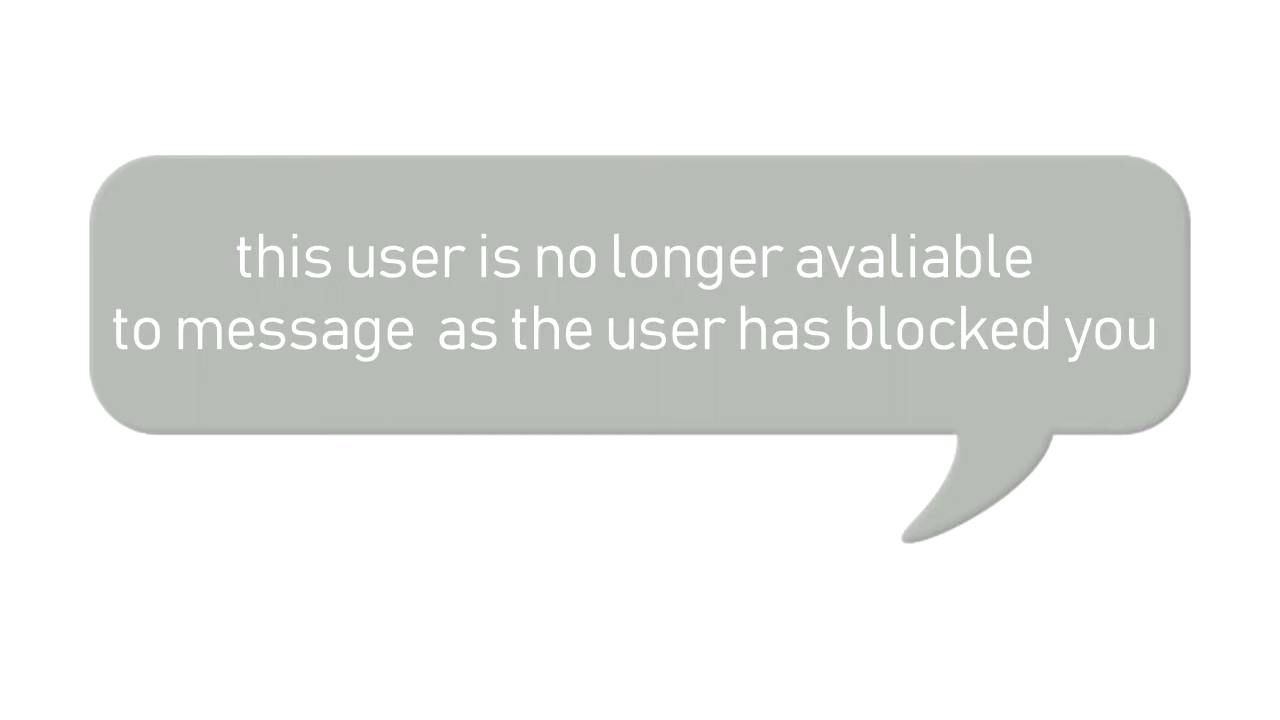 this user is no longer avaliable
to message  as the user has blocked you